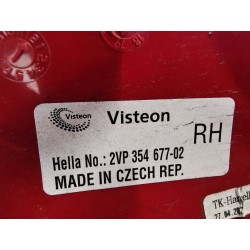 Visteon
Visteon
RH
Hella No.: 2VP 354 677-02
MADE IN CZECH REP.